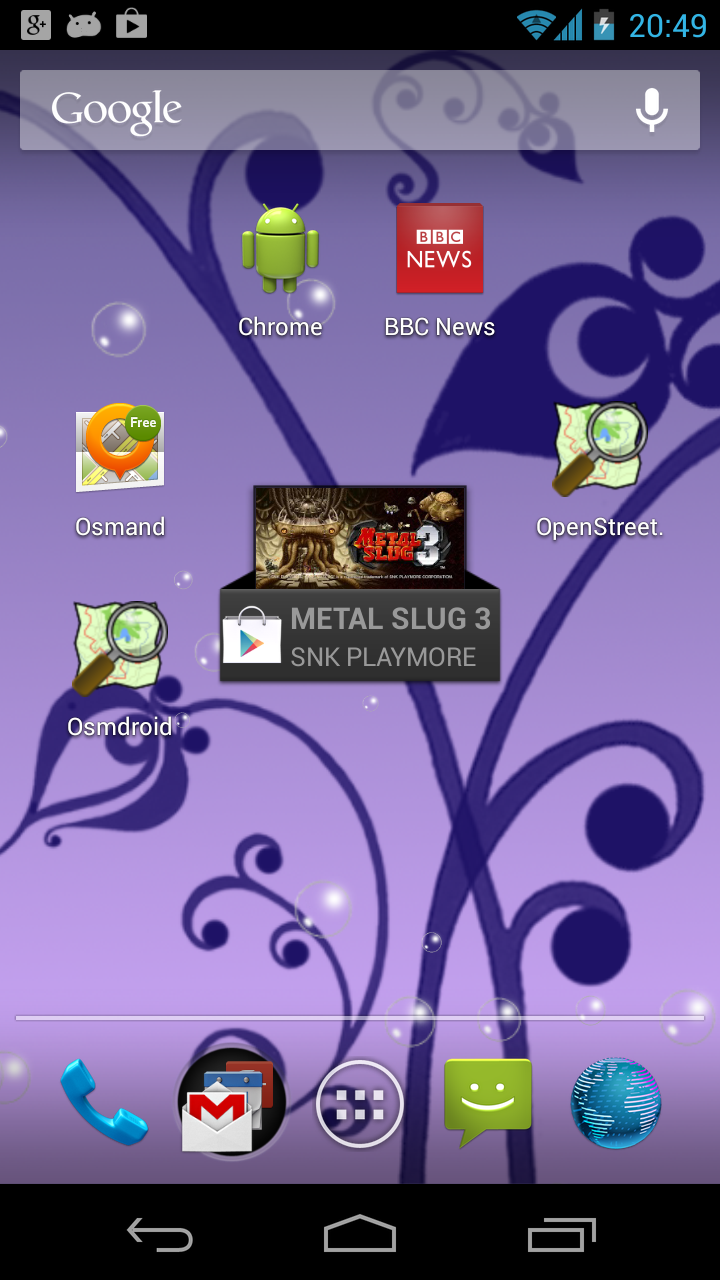 g+
20:49
Google
Chrome
BBC
NEWS
BBC News
Free
Osmand
OpenStreet.
METAL
SLUG 3
METAL SLUG 3
SNK PLAYMORE
Osmdroid
M